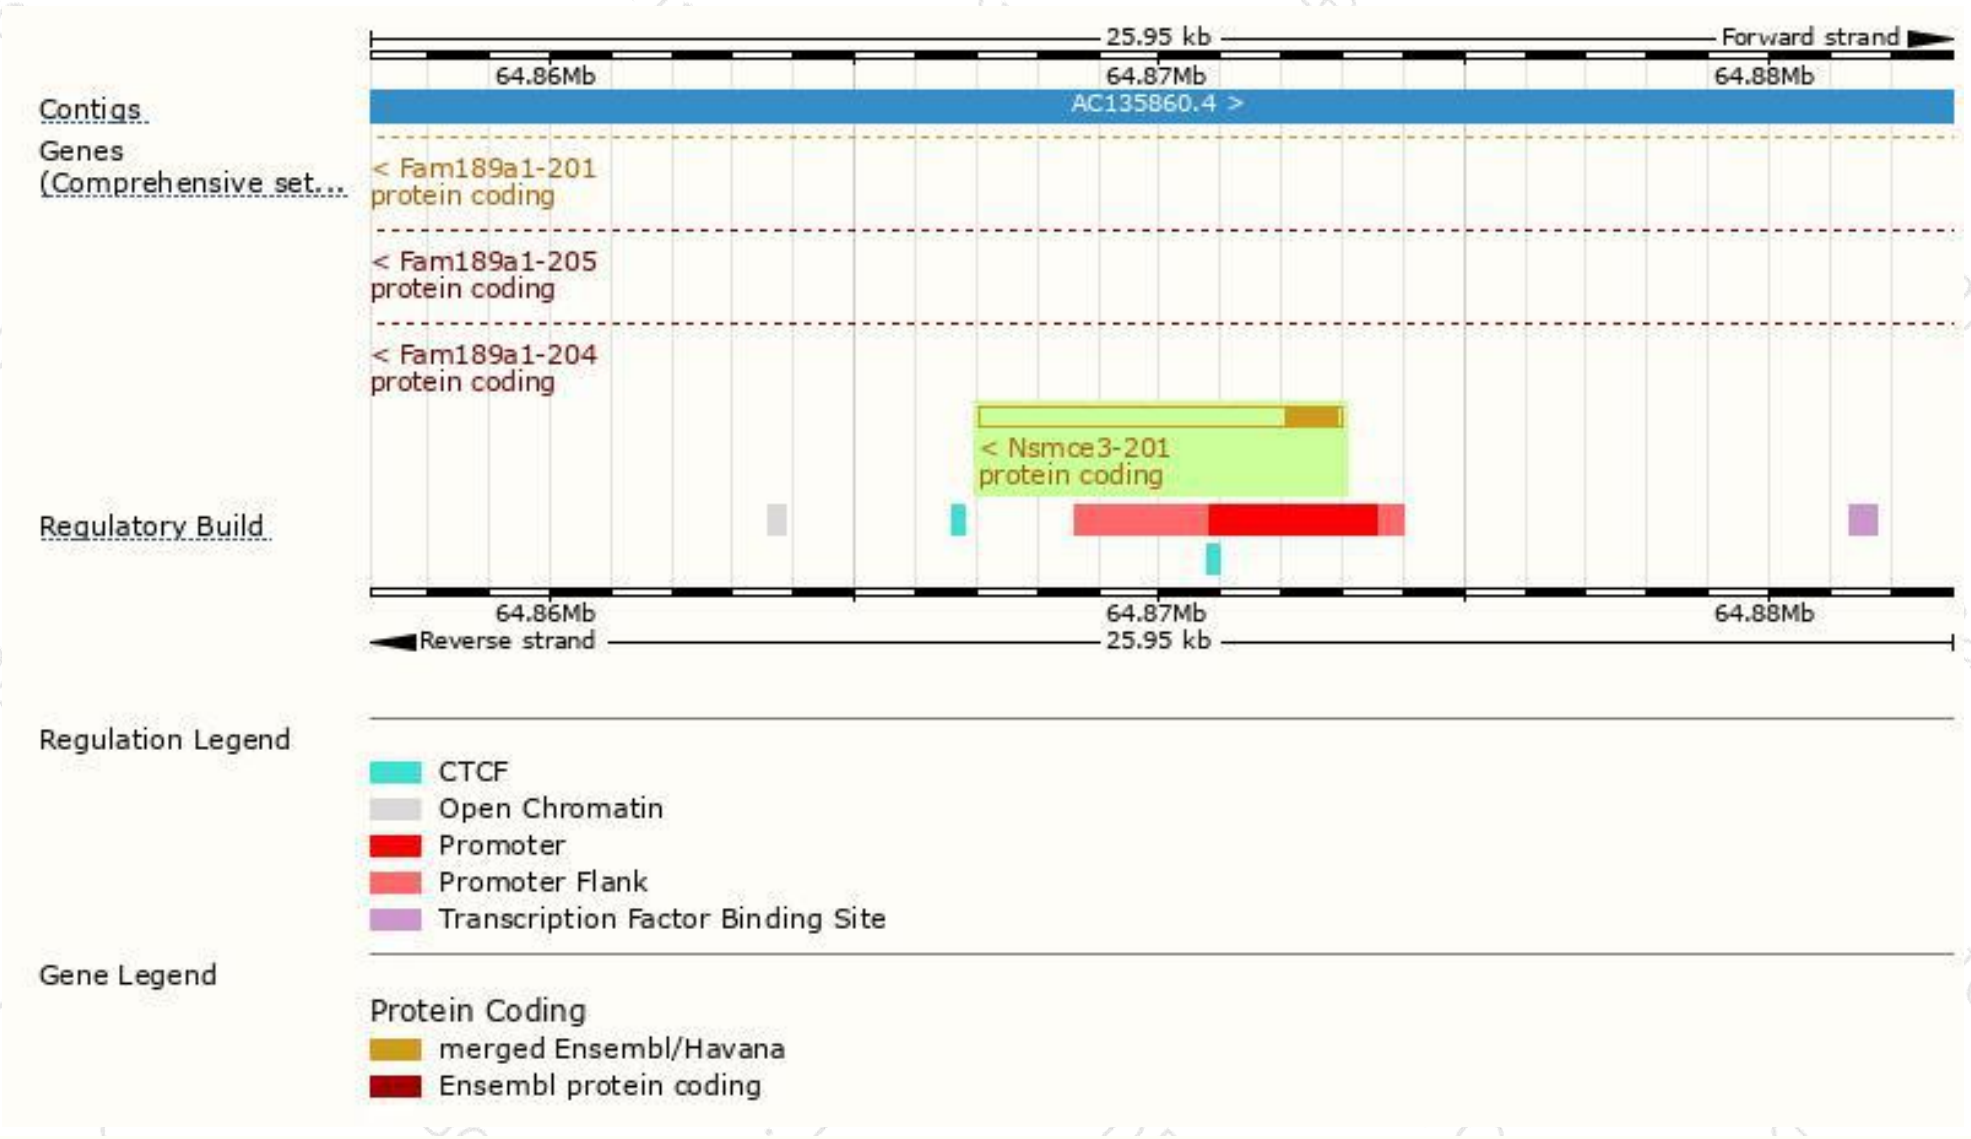 25.95 kb Forward strand
64.86Mb 64.87Mb 64.88Mb
Contigs AC135860.4 >
Genes
(Comprehensive set...
< Fam189a1-201
protein coding
< Fam189a1-205
protein coding
< Fam189a1-204
protein coding
< Nsmce3-201
protein coding
Regulatory Build
64.86Mb 64.87Mb 64.88Mb
Reverse strand 25.95 kb
Regulation Legend
CTCF
Open Chromatin
Promoter
Promoter Flank
Transcription Factor Binding Site
Gene Legend
Protein Coding
merged Ensembl/Havana
Ensembl protein coding